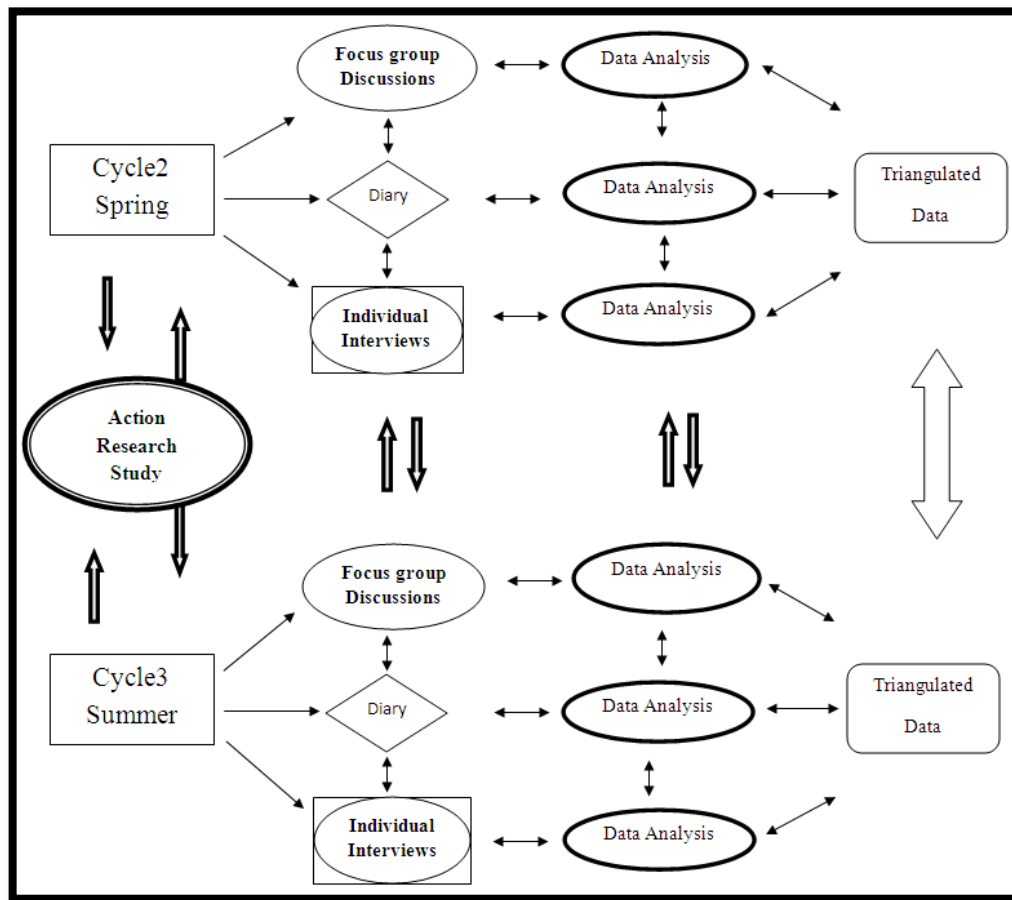 Focus group
Discussions
Data Analysis
Cycle2
Spring
Diary
Data Analysis
Triangulated
Data
Individual
Interviews
Data Analysis
Action
Research
Study
Focus group
Discussions
Data Analysis
Cycle3
Summer
Diary
Data Analysis
Triangulated
Data
Individual
Interviews
Data Analysis